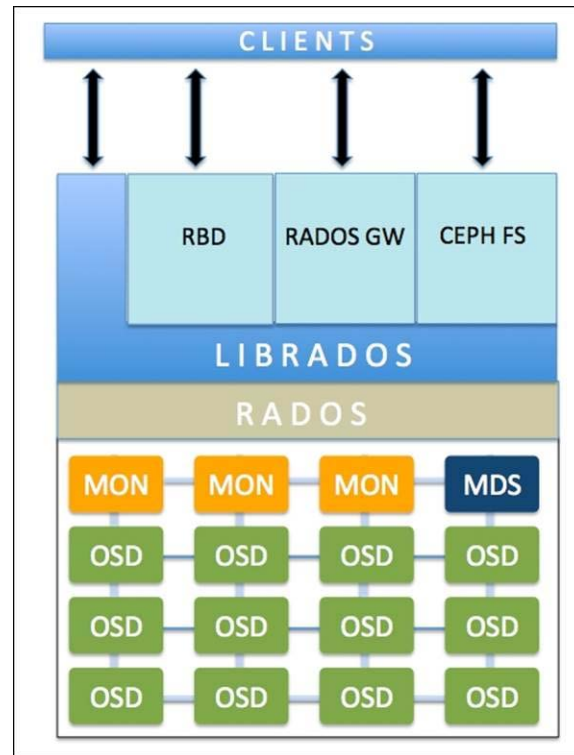 CLIENTS
RBD RADOS GW CEPH FS
LIBRADOS
RADOS
MON MON MON MDS
OSD OSD OSD OSD
OSD OSD OSD OSD
OSD OSD OSD OSD